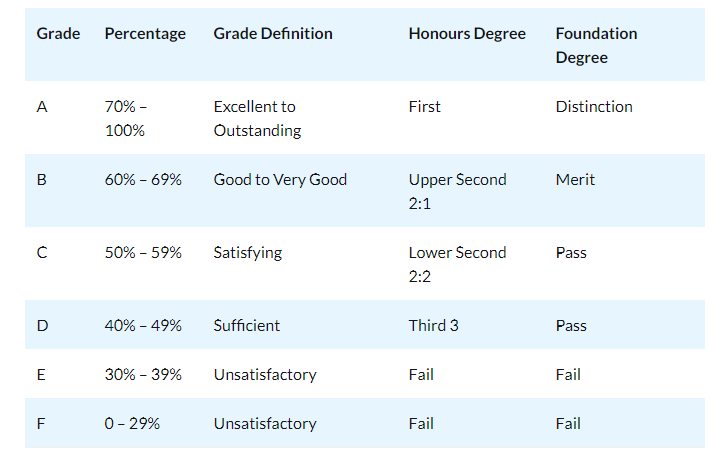 Grade Percentage Grade Definition Honours Degree Foundation
Degree
A 70% – Excellent to First Distinction
100% Outstanding
B 60% – 69% Good to Very Good Upper Second Merit
2:1
C 50% – 59% Satisfying Lower Second Pass
2:2
D 40% – 49% Sufficient Third 3 Pass
E 30% – 39% Unsatisfactory Fail Fail
F 0 – 29% Unsatisfactory Fail Fail